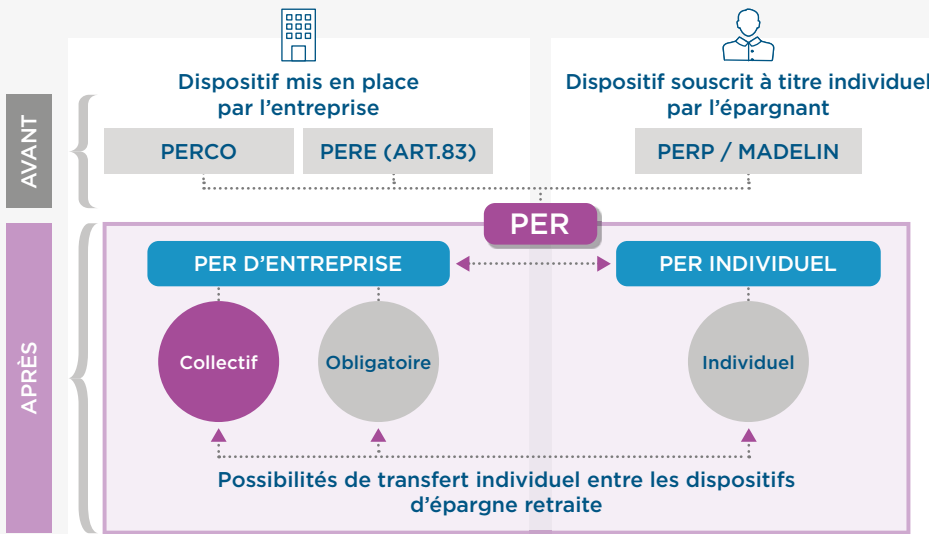 Dispositif mis en place
par l'entreprise
Dispositif souscrit à titre individuel
par l'épargnant
AVANT
PERCO
PERE (ART.83)
PERP / MADELIN
PER
APRÈS
PER D'ENTREPRISE
PER INDIVIDUEL
Collectif
Obligatoire
Individuel
Possibilités de transfert individuel entre les dispositifs
d'épargne retraite